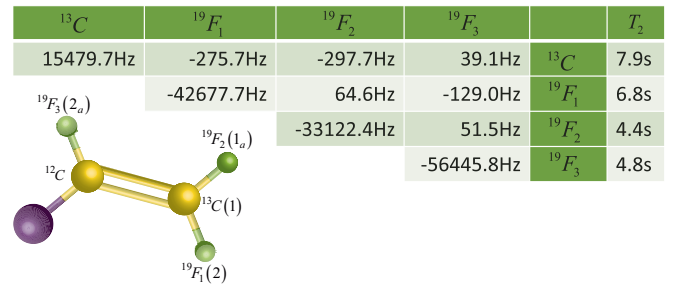 ¹³C ¹⁹F₁ ¹⁹F₂ ¹⁹F₃ T₂
15479.7Hz -275.7Hz -297.7Hz 39.1Hz ¹³C 7.9s
-42677.7Hz 64.6Hz -129.0Hz ¹⁹F₁ 6.8s
-33122.4Hz 51.5Hz ¹⁹F₂ 4.4s
-56445.8Hz ¹⁹F₃ 4.8s
¹⁹F₃(2ₐ)
¹⁹F₂(1ₐ)
¹²C
¹³C(1)
¹⁹F₁(2)